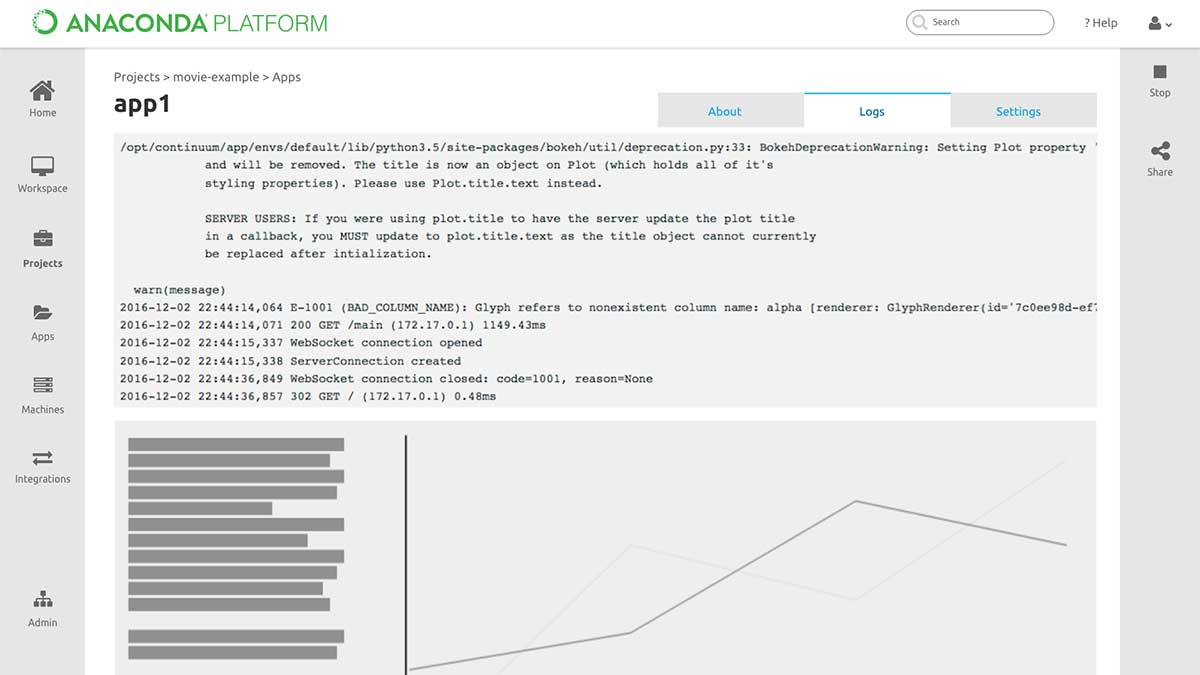 ANACONDA PLATFORM
Search
? Help
Home
Workspace
Projects
Apps
Machines
Integrations
Admin
Projects > movie-example > Apps
app1
About
Logs
Settings
/opt/continuum/app/envs/default/lib/python3.5/site-packages/bokeh/util/deprecation.py:33: BokehDeprecationWarning: Setting Plot property '
and will be removed. The title is now an object on Plot (which holds all of it's
styling properties). Please use Plot.title.text instead.
SERVER USERS: If you were using plot.title to have the server update the plot title
in a callback, you MUST update to plot.title.text as the title object cannot currently
be replaced after intialization.
warn(message)
2016-12-02 22:44:14,064 E-1001 (BAD_COLUMN_NAME): Glyph refers to nonexistent column name: alpha [renderer: GlyphRenderer(id='7c0ee98d-ef7
2016-12-02 22:44:14,071 200 GET /main (172.17.0.1) 1149.43ms
2016-12-02 22:44:15,337 WebSocket connection opened
2016-12-02 22:44:15,338 ServerConnection created
2016-12-02 22:44:36,849 WebSocket connection closed: code=1001, reason=None
2016-12-02 22:44:36,857 302 GET / (172.17.0.1) 0.48ms
Stop
Share